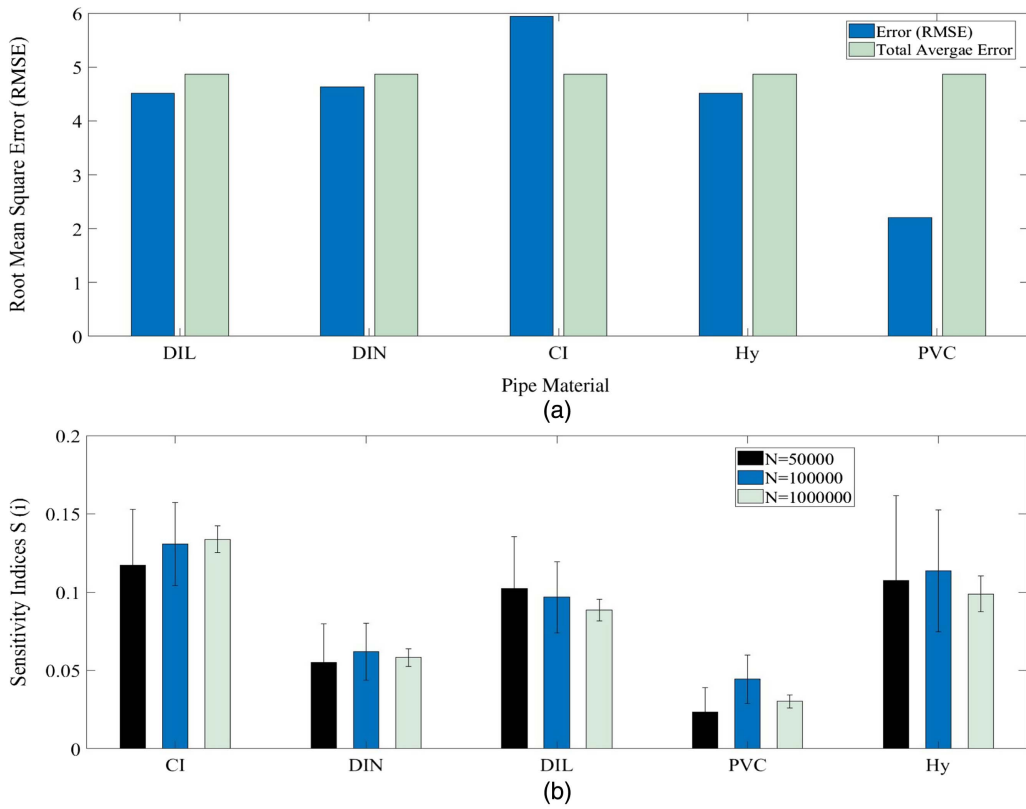 6
5
4
3
2
1
0
Root Mean Square Error (RMSE)
Error (RMSE)
Total Avergae Error
DIL DIN CI Hy PVC
Pipe Material
(a)
0.2
0.15
0.1
0.05
0
Sensitivity Indices S (i)
N=50000
N=100000
N=1000000
CI DIN DIL PVC Hy
(b)